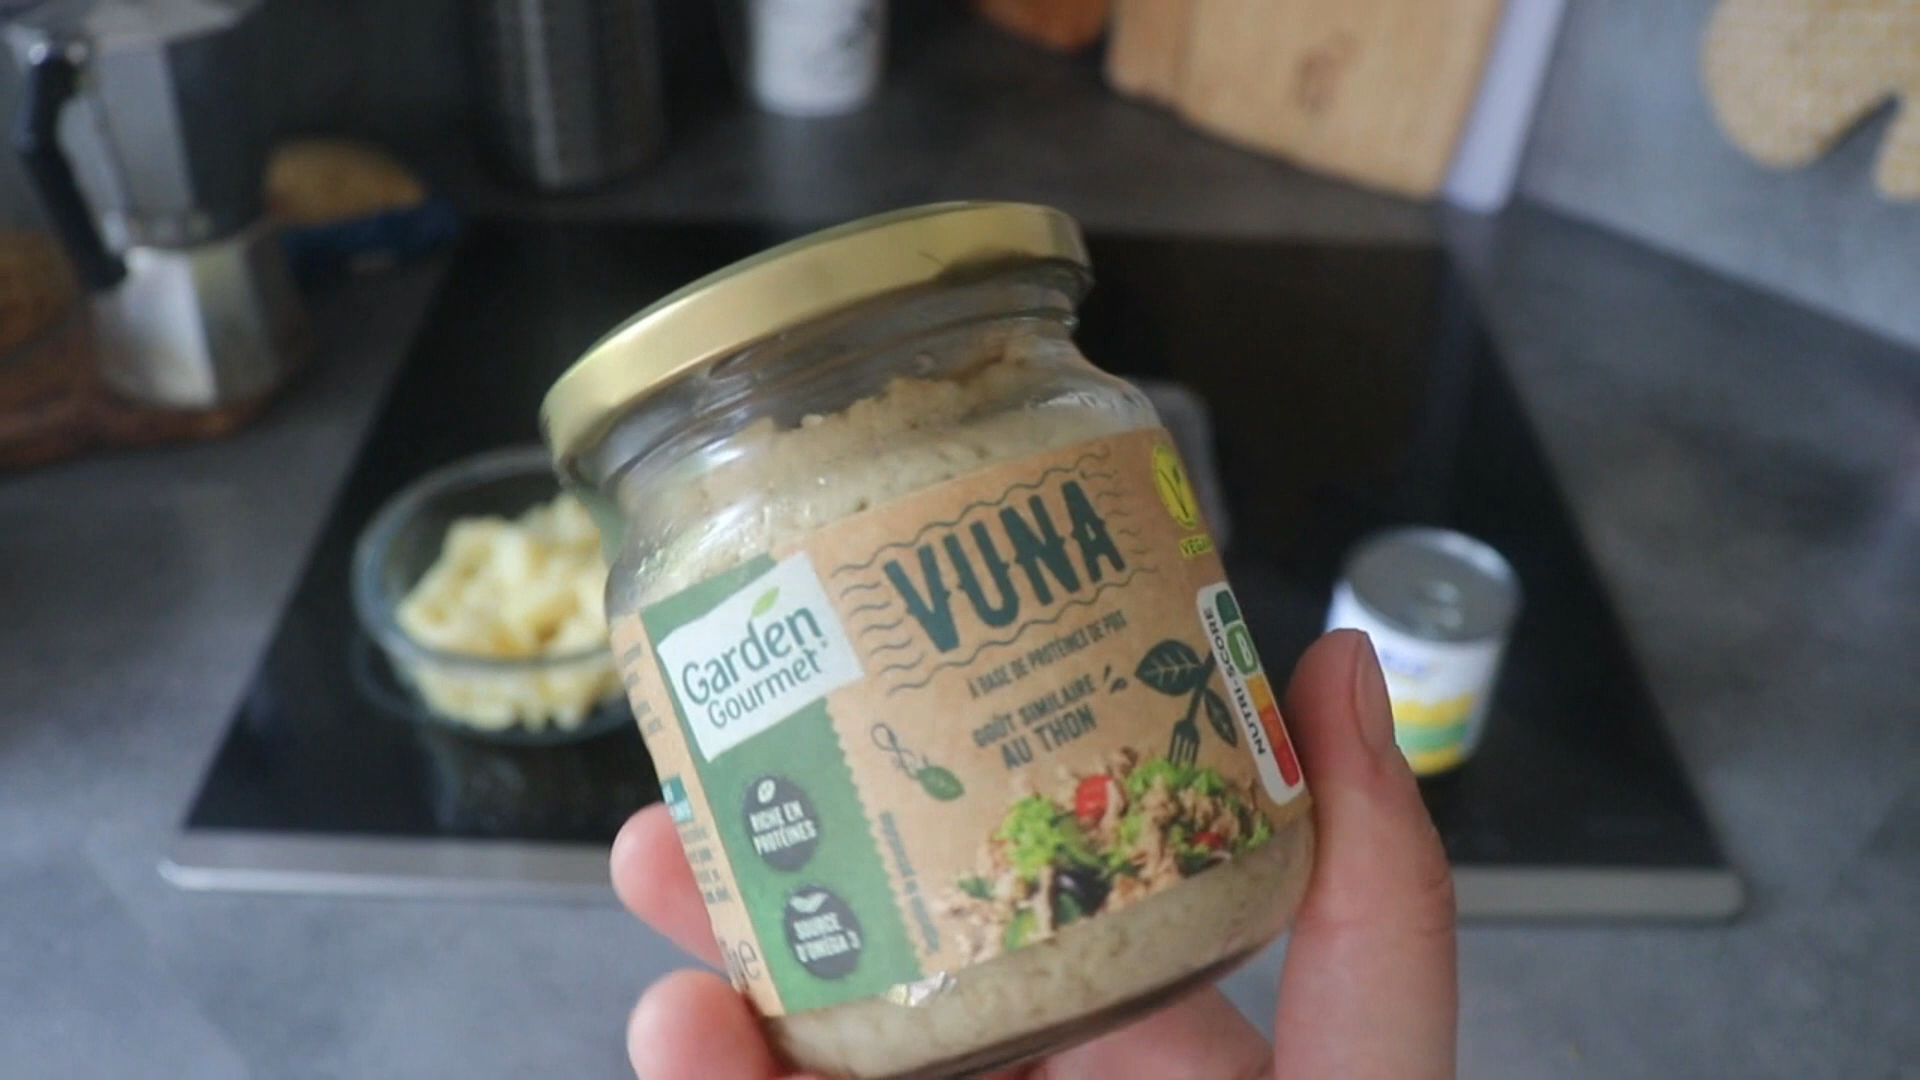 VUNA
À BASE DE PROTÉINES DE POIS
GOÛT SIMILAIRE
AU THON
Garden
Gourmet
RICHE EN
PROTÉINES
SOURCE
D'OMÉGA 3
V
VEGAN
NUTRI-SCORE
B